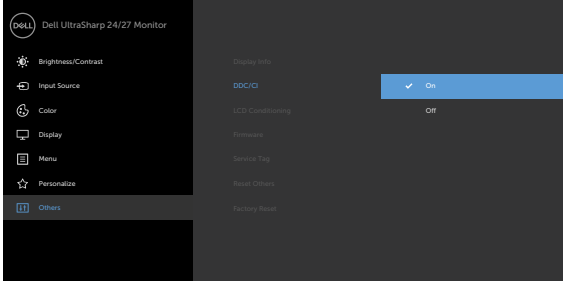 DELL
Dell UltraSharp 24/27 Monitor
Brightness/Contrast
Input Source
Color
Display
Menu
Personalize
Others
Display Info
DDC/CI
LCD Conditioning
Firmware
Service Tag
Reset Others
Factory Reset
On
Off